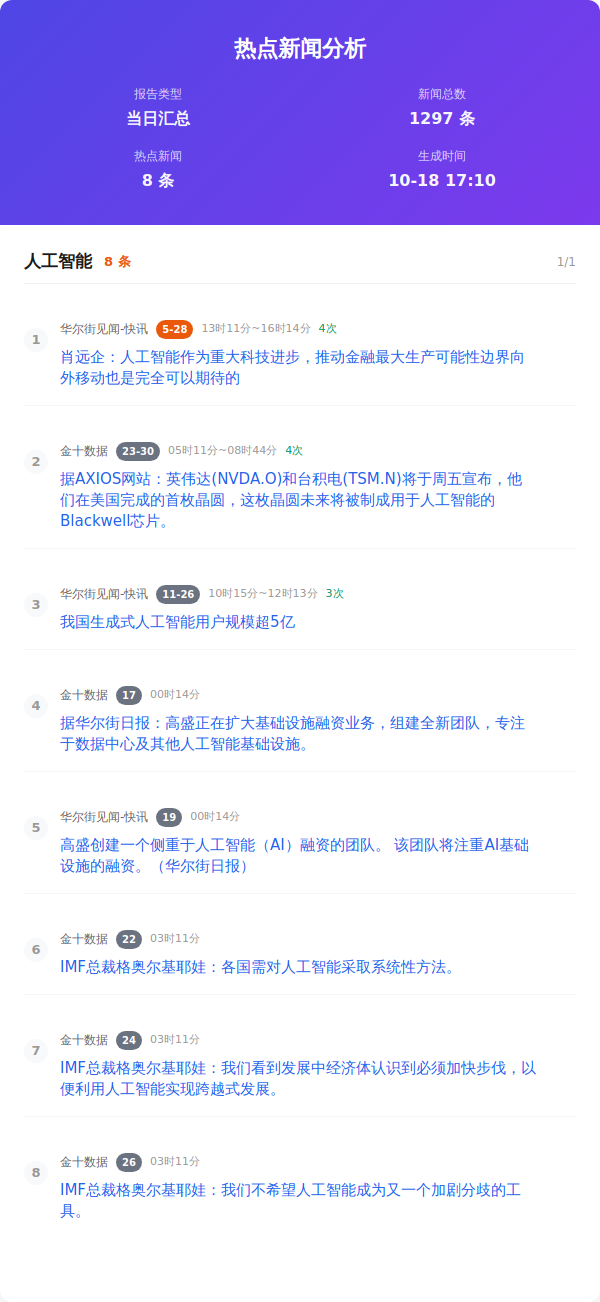 热点新闻分析
报告类型
新闻总数
当日汇总
1297 条
热点新闻
生成时间
8 条
10-18 17:10
人工智能 8 条 1/1
1 华尔街见闻-快讯 5-28 13时11分~16时14分 4次
肖远企：人工智能作为重大科技进步，推动金融最大生产可能性边界向
外移动也是完全可以期待的
2 金十数据 23-30 05时11分~08时44分 4次
据AXIOS网站：英伟达(NVDA.O)和台积电(TSM.N)将于周五宣布，他
们在美国完成的首枚晶圆，这枚晶圆未来将被制成用于人工智能的
Blackwell芯片。
3 华尔街见闻-快讯 11-26 10时15分~12时13分 3次
我国生成式人工智能用户规模超5亿
4 金十数据 17 00时14分
据华尔街日报：高盛正在扩大基础设施融资业务，组建全新团队，专注
于数据中心及其他人工智能基础设施。
5 华尔街见闻-快讯 19 00时14分
高盛创建一个侧重于人工智能（AI）融资的团队。 该团队将注重AI基础
设施的融资。（华尔街日报）
6 金十数据 22 03时11分
IMF总裁格奥尔基耶娃：各国需对人工智能采取系统性方法。
7 金十数据 24 03时11分
IMF总裁格奥尔基耶娃：我们看到发展中经济体认识到必须加快步伐，以
便利用人工智能实现跨越式发展。
8 金十数据 26 03时11分
IMF总裁格奥尔基耶娃：我们不希望人工智能成为又一个加剧分歧的工
具。